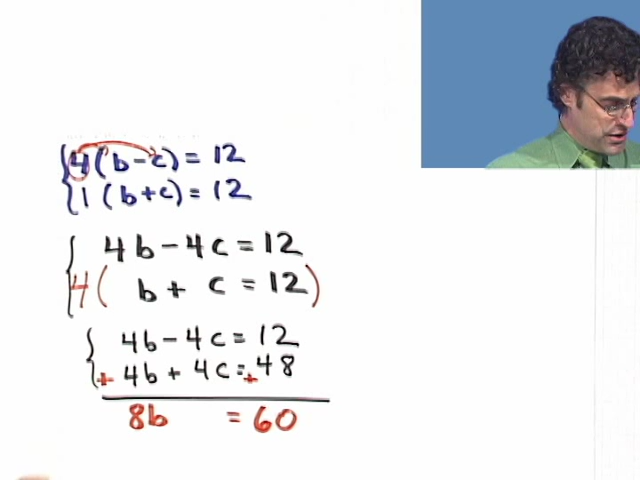 4(b-c)=12
1(b+c)=12
4b-4c=12
4( b+ c=12)
4b-4c=12
+4b+4c=+48
8b =60